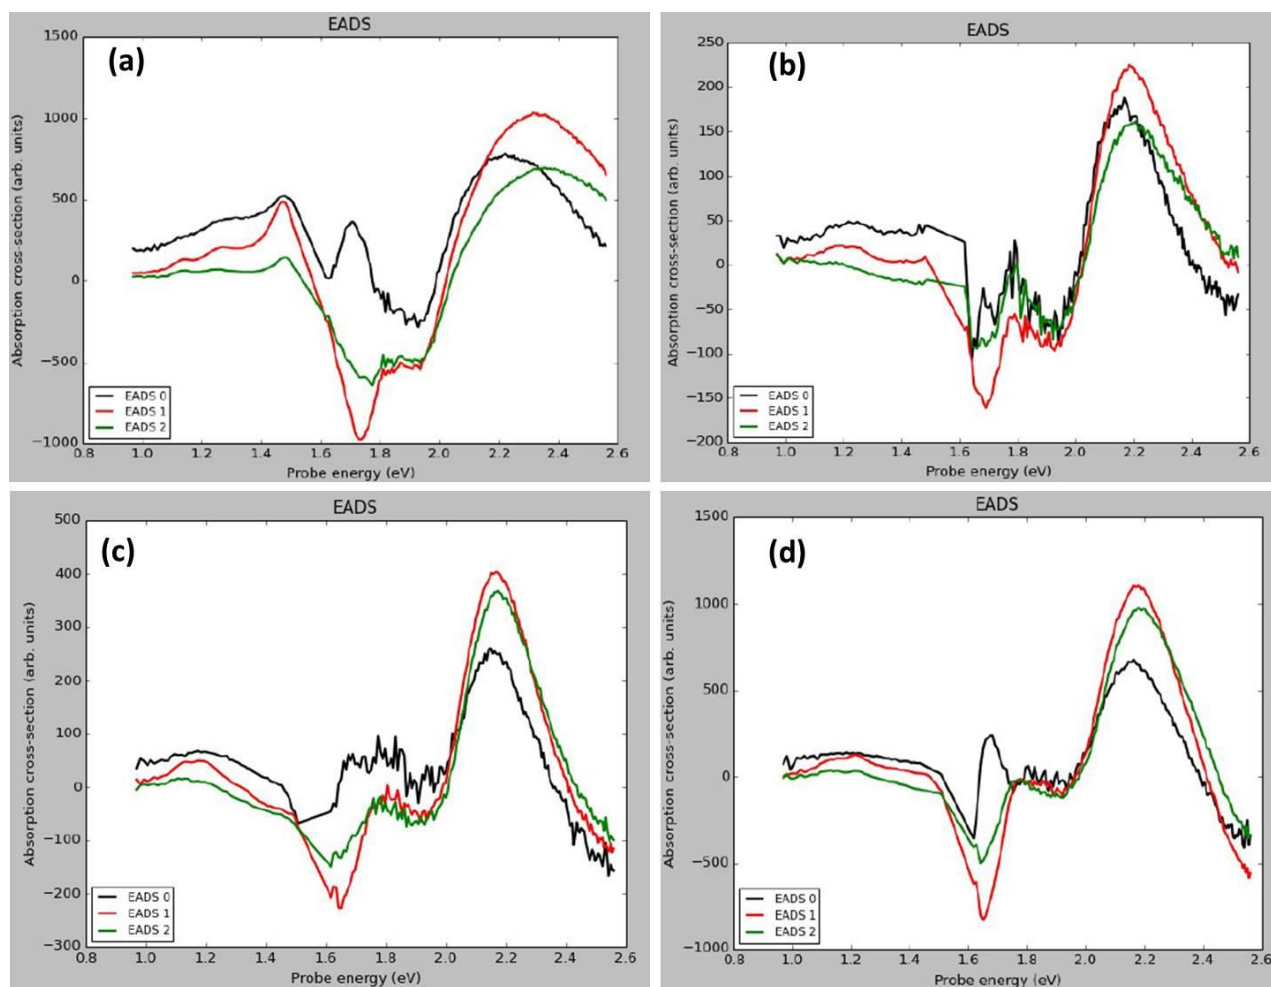 EADS
(a)
1500
1000
500
0
−500
−1000
Absorption cross-section (arb. units)
EADS 0
EADS 1
EADS 2
0.8 1.0 1.2 1.4 1.6 1.8 2.0 2.2 2.4 2.6
Probe energy (eV)
EADS
(b)
250
200
150
100
50
0
−50
−100
−150
−200
Absorption cross-section (arb. units)
EADS 0
EADS 1
EADS 2
0.8 1.0 1.2 1.4 1.6 1.8 2.0 2.2 2.4 2.6
Probe energy (eV)
EADS
(c)
500
400
300
200
100
0
−100
−200
−300
Absorption cross-section (arb. units)
EADS 0
EADS 1
EADS 2
0.8 1.0 1.2 1.4 1.6 1.8 2.0 2.2 2.4 2.6
Probe energy (eV)
EADS
(d)
1500
1000
500
0
−500
−1000
Absorption cross-section (arb. units)
EADS 0
EADS 1
EADS 2
0.8 1.0 1.2 1.4 1.6 1.8 2.0 2.2 2.4 2.6
Probe energy (eV)